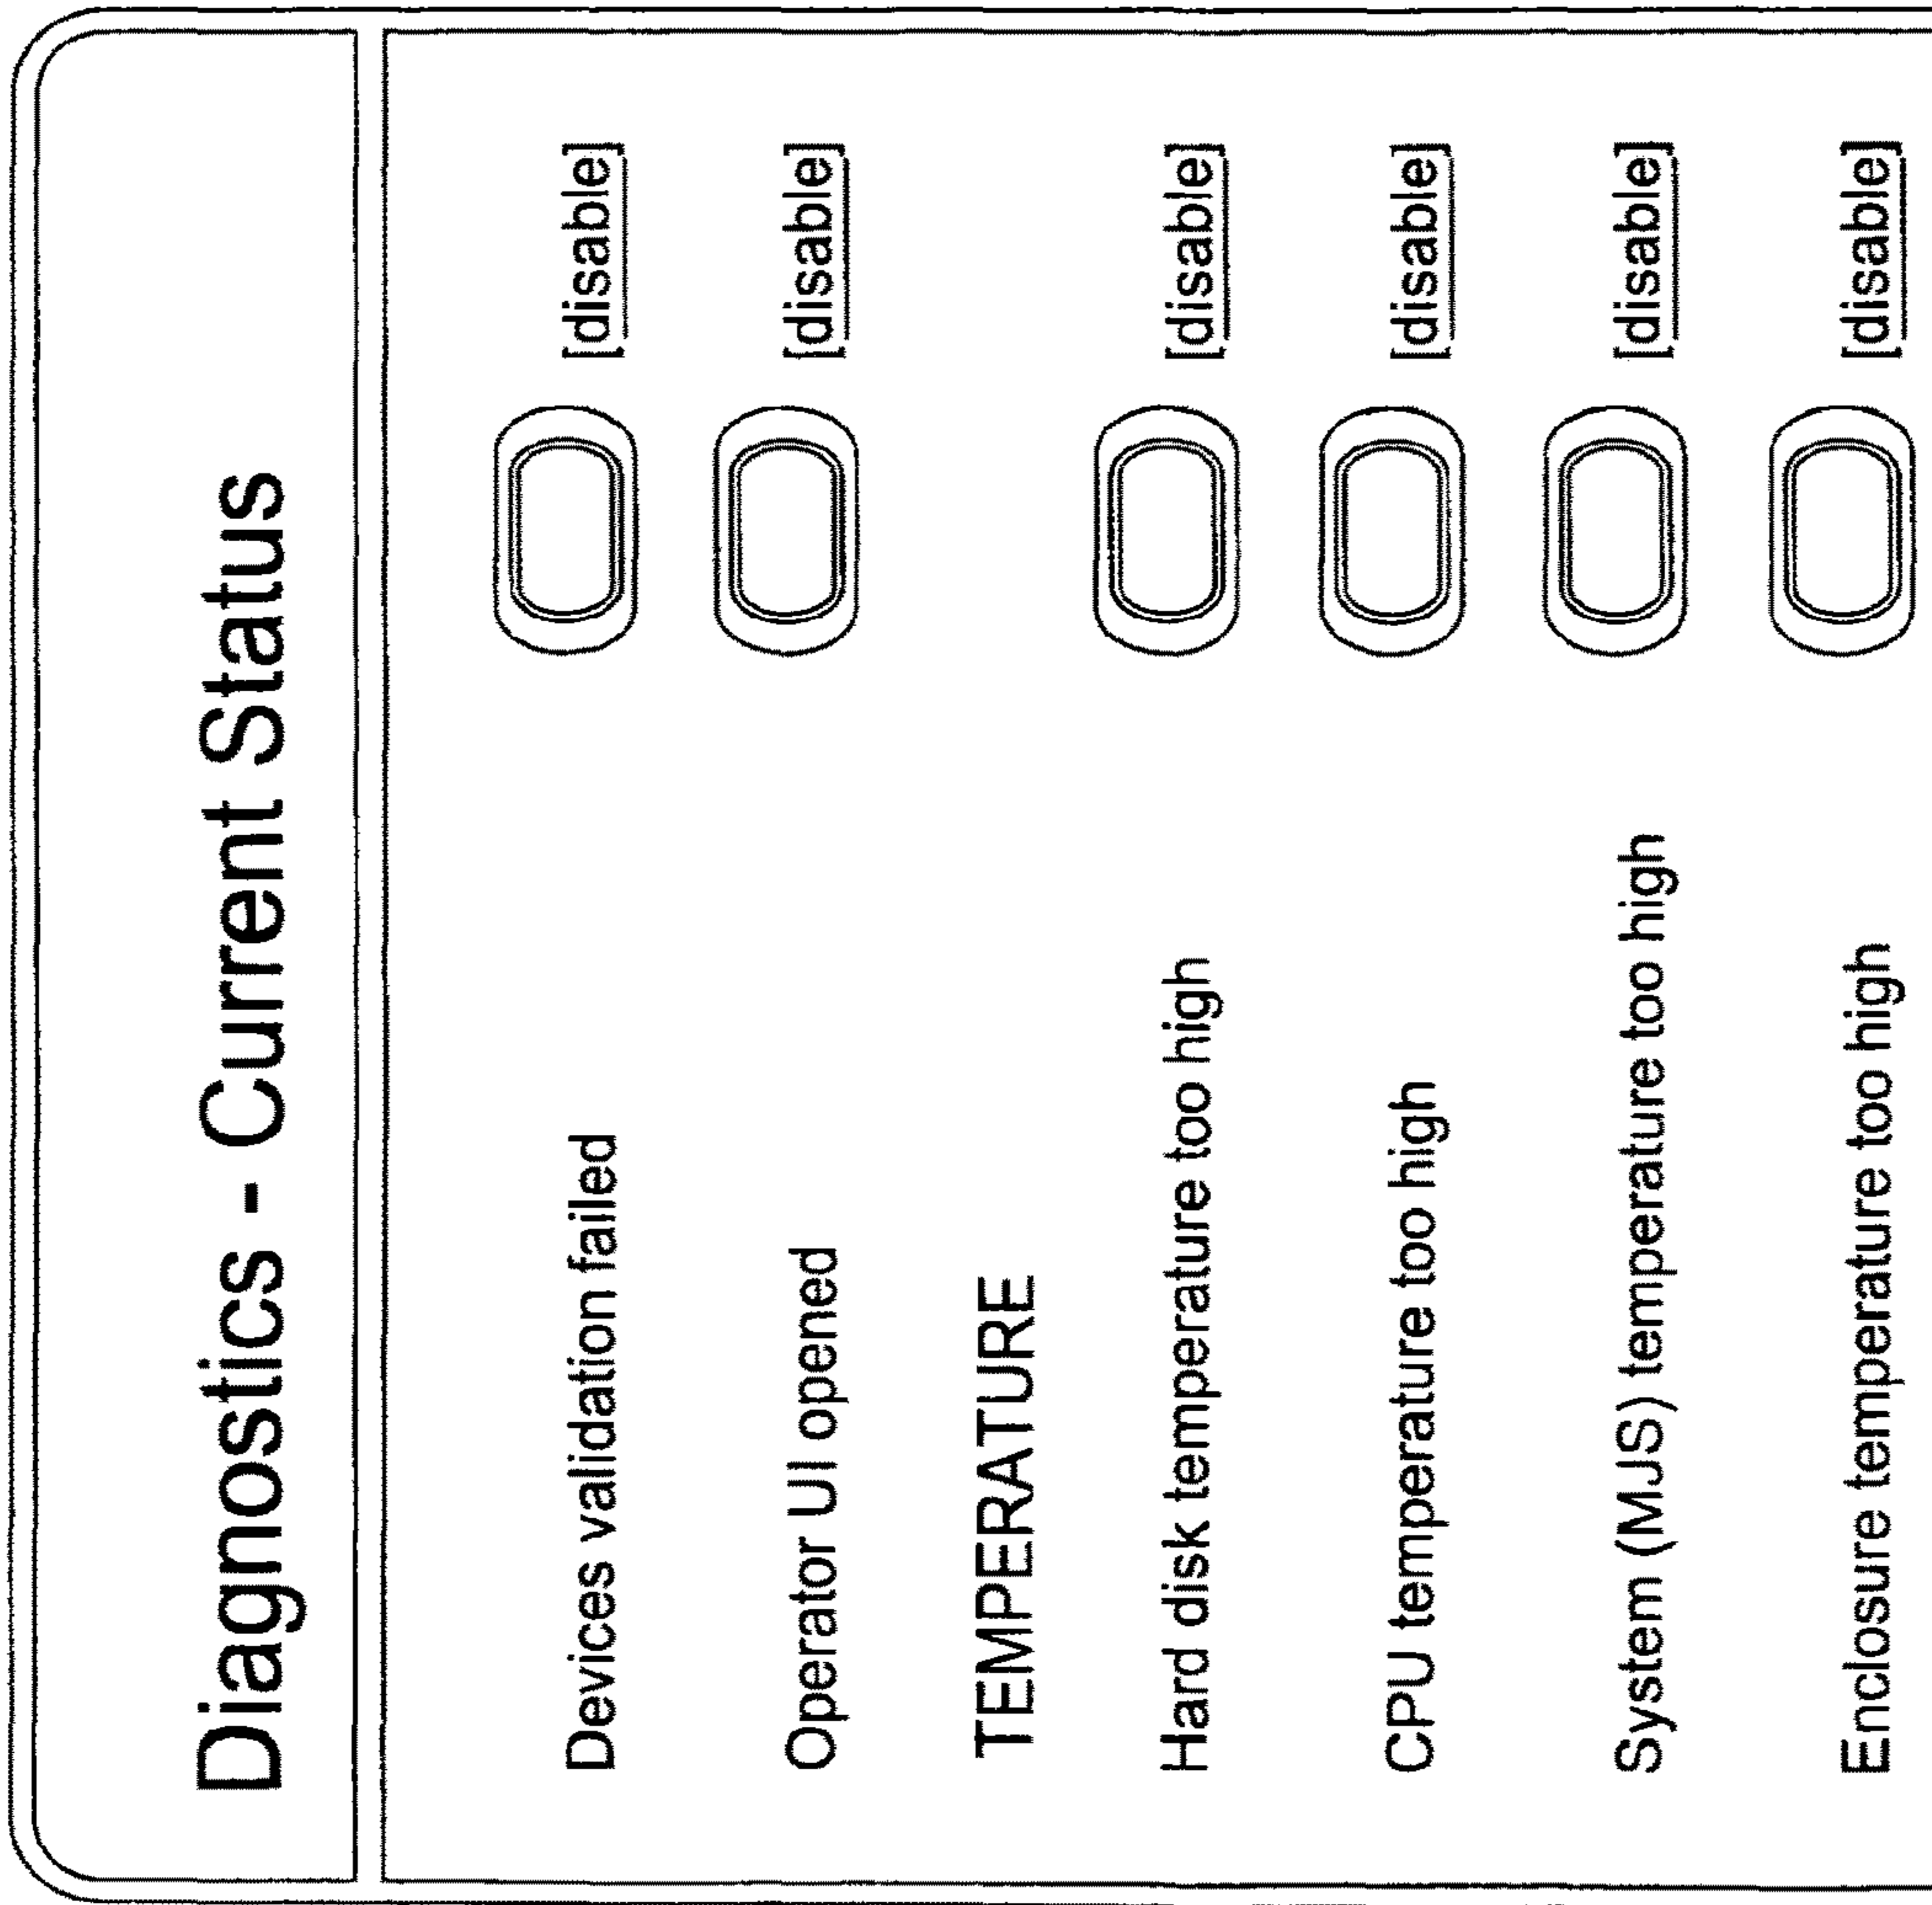 Diagnostics - Current Status
Devices validation failed [disable]
Operator UI opened [disable]
TEMPERATURE
Hard disk temperature too high [disable]
CPU temperature too high [disable]
System (MJS) temperature too high [disable]
Enclosure temperature too high [disable]